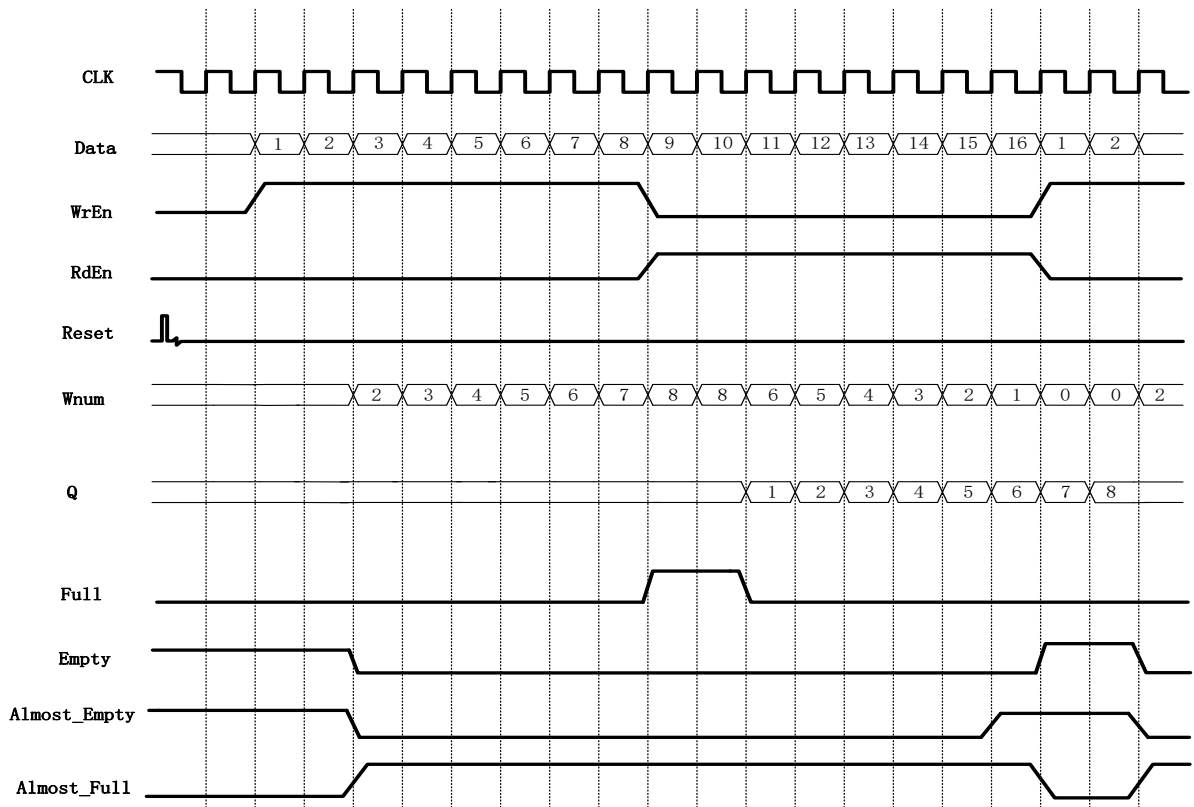 CLK
Data 1 2 3 4 5 6 7 8 9 10 11 12 13 14 15 16 1 2
WrEn
RdEn
Reset
Wnum 2 3 4 5 6 7 8 8 6 5 4 3 2 1 0 0 2
Q 1 2 3 4 5 6 7 8
Full
Empty
Almost_Empty
Almost_Full